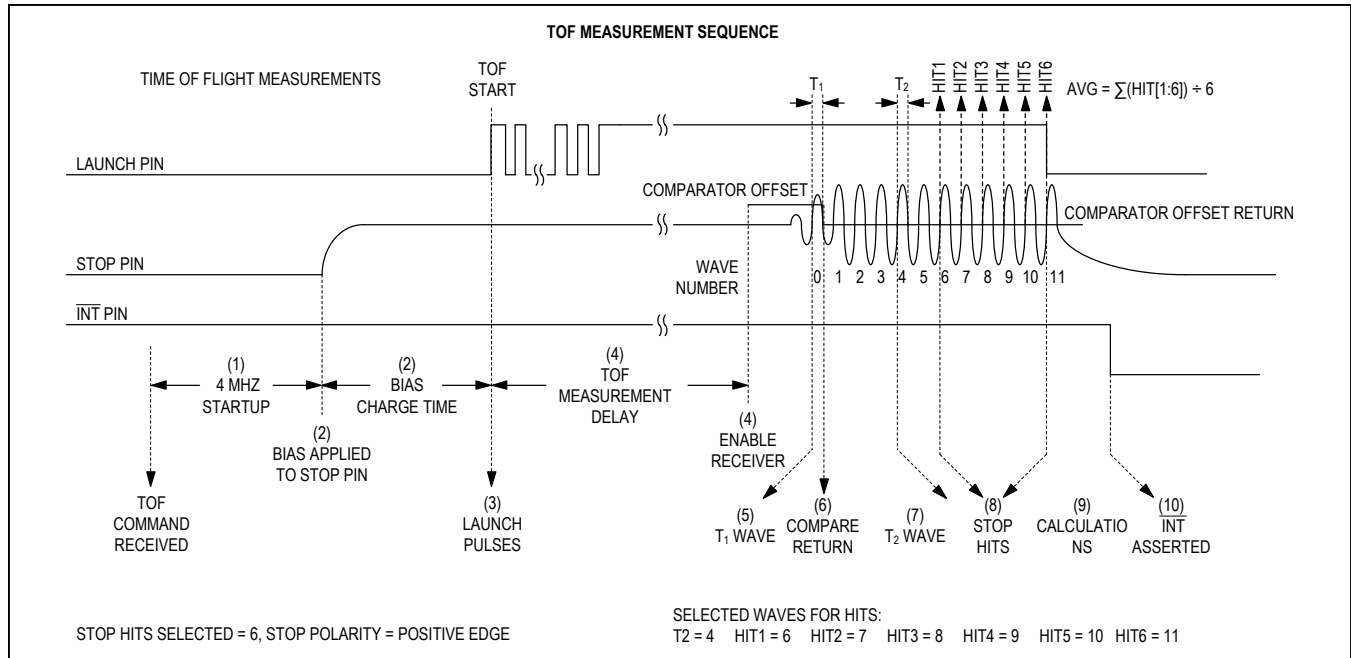 TOF MEASUREMENT SEQUENCE
TIME OF FLIGHT MEASUREMENTS
TOF
START
T1
T2
HIT1
HIT2
HIT3
HIT4
HIT5
HIT6
AVG = ∑(HIT[1:6]) ÷ 6
LAUNCH PIN
COMPARATOR OFFSET
COMPARATOR OFFSET RETURN
STOP PIN
WAVE
NUMBER
0 1 2 3 4 5 6 7 8 9 10 11
INT PIN
(1)
4 MHZ
STARTUP
(2)
BIAS
CHARGE TIME
(4)
TOF
MEASUREMENT
DELAY
(2)
BIAS APPLIED
TO STOP PIN
(4)
ENABLE
RECEIVER
TOF
COMMAND
RECEIVED
(3)
LAUNCH
PULSES
(5)
T1 WAVE
(6)
COMPARE
RETURN
(7)
T2 WAVE
(8)
STOP
HITS
(9)
CALCULATIO
NS
(10)
INT
ASSERTED
STOP HITS SELECTED = 6, STOP POLARITY = POSITIVE EDGE
SELECTED WAVES FOR HITS:
T2 = 4 HIT1 = 6 HIT2 = 7 HIT3 = 8 HIT4 = 9 HIT5 = 10 HIT6 = 11